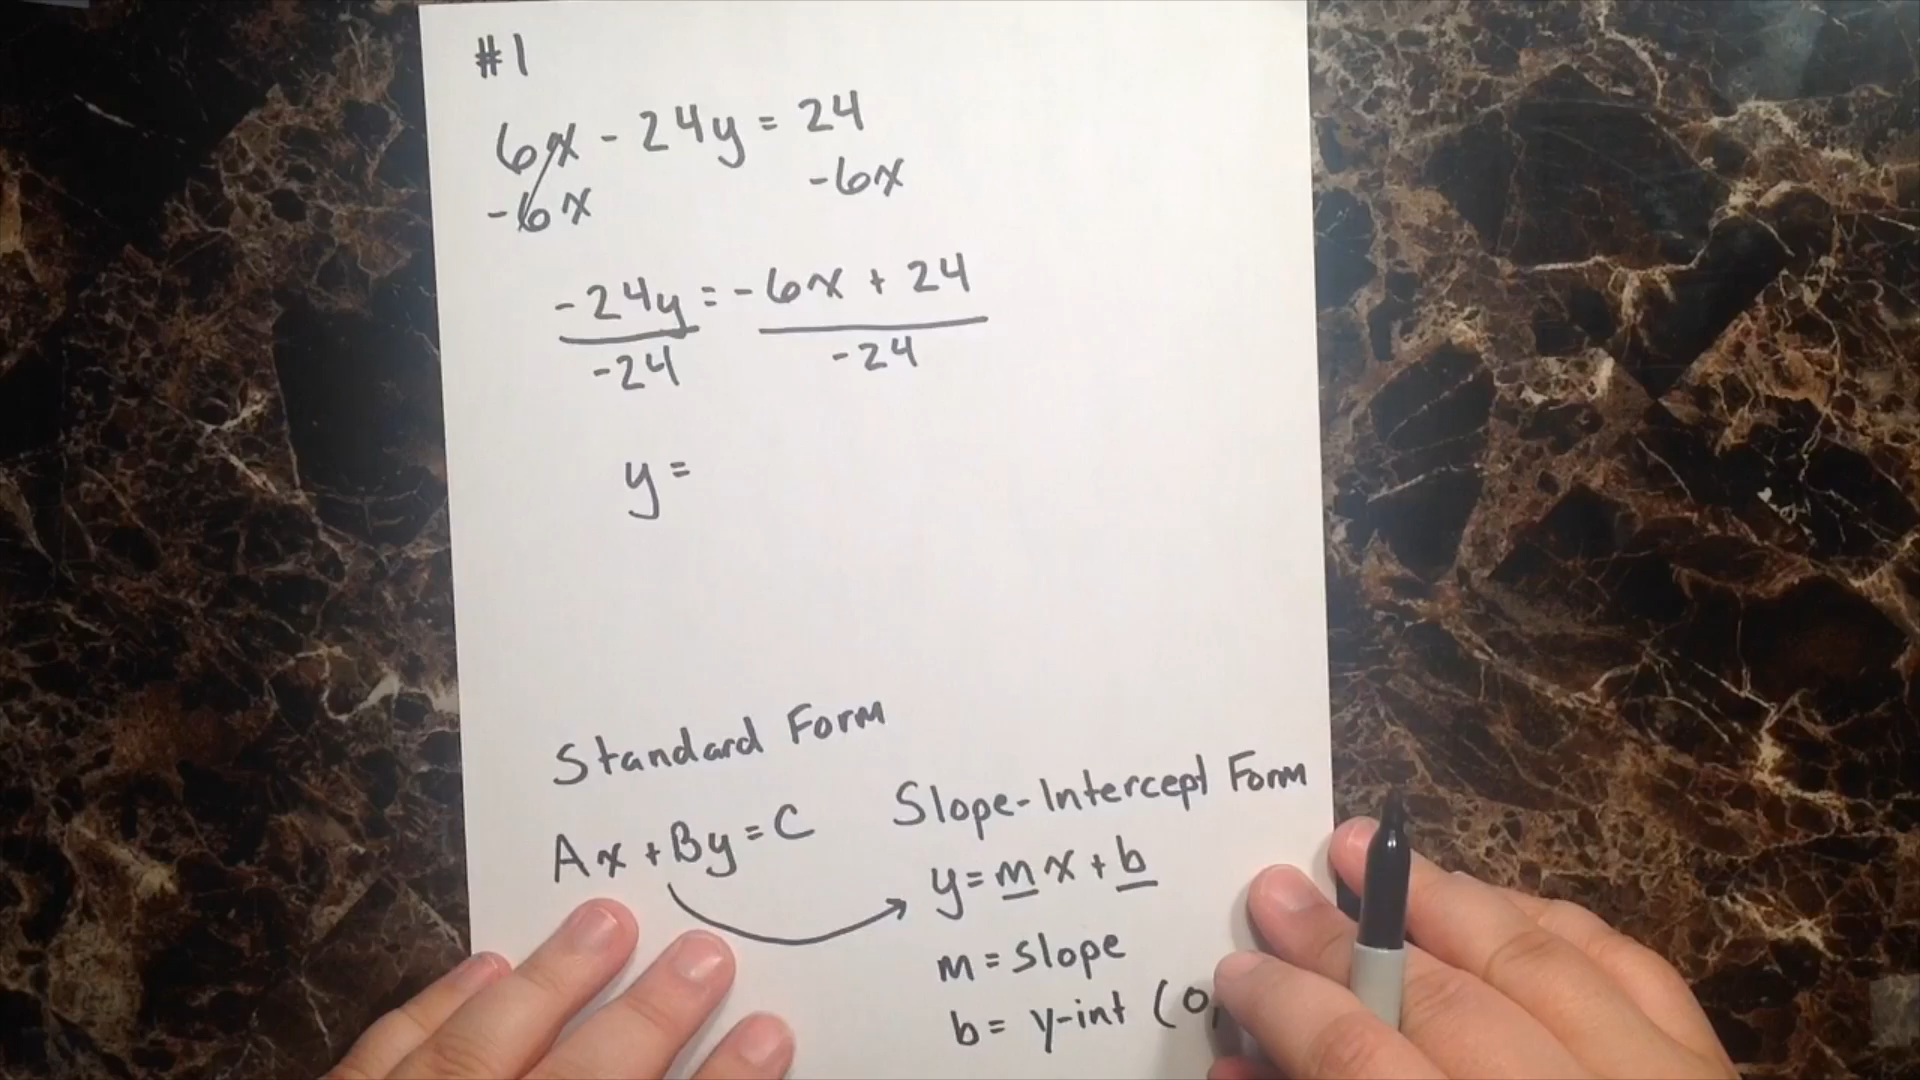 #1
6x - 24y = 24
-6x -6x
-24y = -6x + 24
-24 -24
y =
Standard Form
Ax + By = C
Slope-Intercept Form
y = mx + b
m = slope
b = y-int (0,